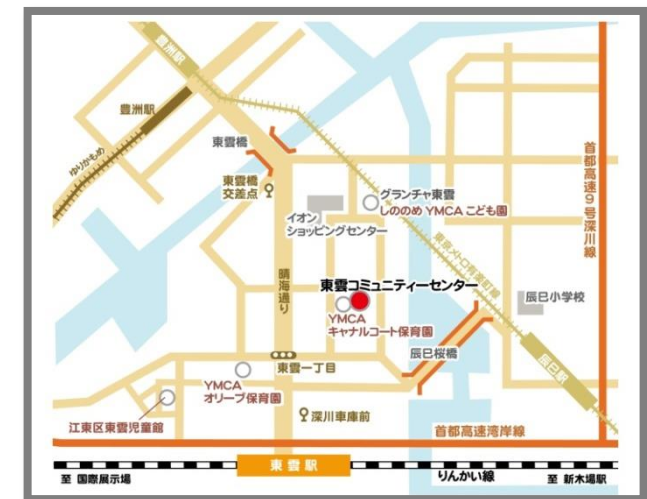 豊洲駅
豊洲駅
ゆりかもめ
東雲橋
東雲橋
交差点
イオン
ショッピングセンター
グランチャ東雲
しののめ YMCA こども園
首都高速9号深川線
東京メトロ有楽町線
晴海通り
東雲コミュニティーセンター
YMCA
キャナルコート保育園
辰巳小学校
辰巳桜橋
辰巳駅
東雲一丁目
YMCA
オリーブ保育園
江東区東雲児童館
深川車庫前
首都高速湾岸線
東雲駅
至 国際展示場
りんかい線
至 新木場駅